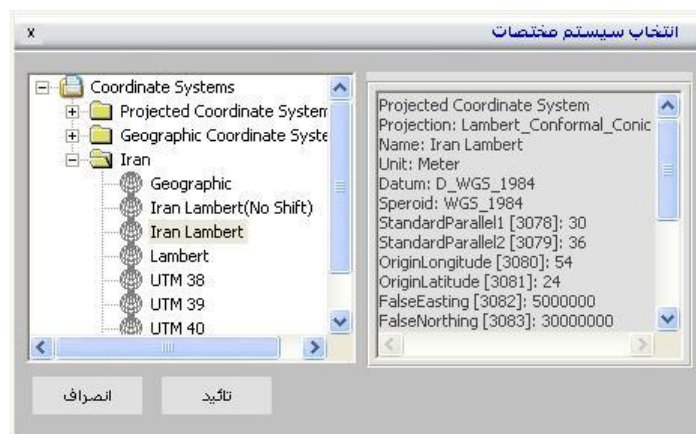 انتخاب سیستم مختصات
x
Coordinate Systems
Projected Coordinate System
Geographic Coordinate Syste
Iran
Geographic
Iran Lambert(No Shift)
Iran Lambert
Lambert
UTM 38
UTM 39
UTM 40
Projected Coordinate System
Projection: Lambert_Conformal_Conic
Name: Iran Lambert
Unit: Meter
Datum: D_WGS_1984
Speroid: WGS_1984
StandardParallel1 [3078]: 30
StandardParallel2 [3079]: 36
OriginLongitude [3080]: 54
OriginLatitude [3081]: 24
FalseEasting [3082]: 5000000
FalseNorthing [3083]: 30000000
تائید
انصراف